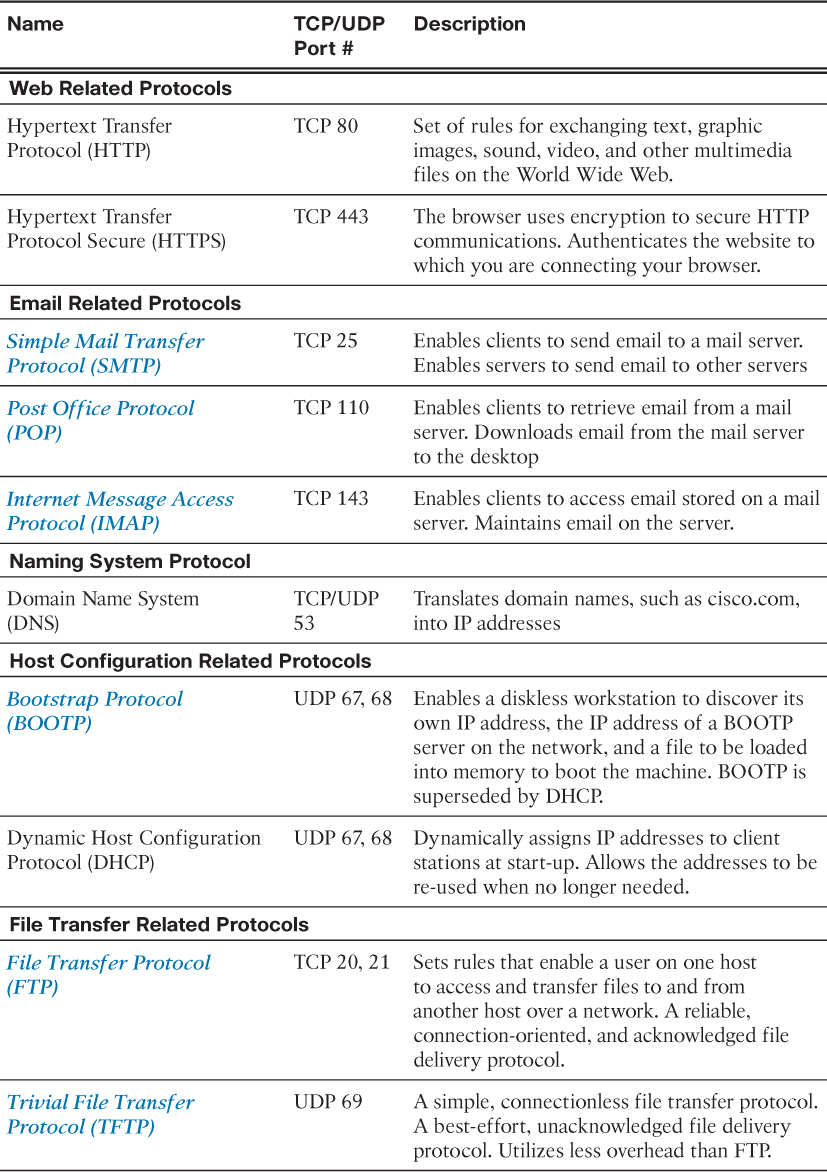 Name TCP/UDP Description
Port #
Web Related Protocols
Hypertext Transfer TCP 80 Set of rules for exchanging text, graphic
Protocol (HTTP) images, sound, video, and other multimedia
files on the World Wide Web.
Hypertext Transfer TCP 443 The browser uses encryption to secure HTTP
Protocol Secure (HTTPS) communications. Authenticates the website to
which you are connecting your browser.
Email Related Protocols
Simple Mail Transfer TCP 25 Enables clients to send email to a mail server.
Protocol (SMTP) Enables servers to send email to other servers
Post Office Protocol TCP 110 Enables clients to retrieve email from a mail
(POP) server. Downloads email from the mail server
to the desktop
Internet Message Access TCP 143 Enables clients to access email stored on a mail
Protocol (IMAP) server. Maintains email on the server.
Naming System Protocol
Domain Name System TCP/UDP Translates domain names, such as cisco.com,
(DNS) 53 into IP addresses
Host Configuration Related Protocols
Bootstrap Protocol UDP 67, 68 Enables a diskless workstation to discover its
(BOOTP) own IP address, the IP address of a BOOTP
server on the network, and a file to be loaded
into memory to boot the machine. BOOTP is
superseded by DHCP.
Dynamic Host Configuration UDP 67, 68 Dynamically assigns IP addresses to client
Protocol (DHCP) stations at start-up. Allows the addresses to be
re-used when no longer needed.
File Transfer Related Protocols
File Transfer Protocol TCP 20, 21 Sets rules that enable a user on one host
(FTP) to access and transfer files to and from
another host over a network. A reliable,
connection-oriented, and acknowledged file
delivery protocol.
Trivial File Transfer UDP 69 A simple, connectionless file transfer protocol.
Protocol (TFTP) A best-effort, unacknowledged file delivery
protocol. Utilizes less overhead than FTP.